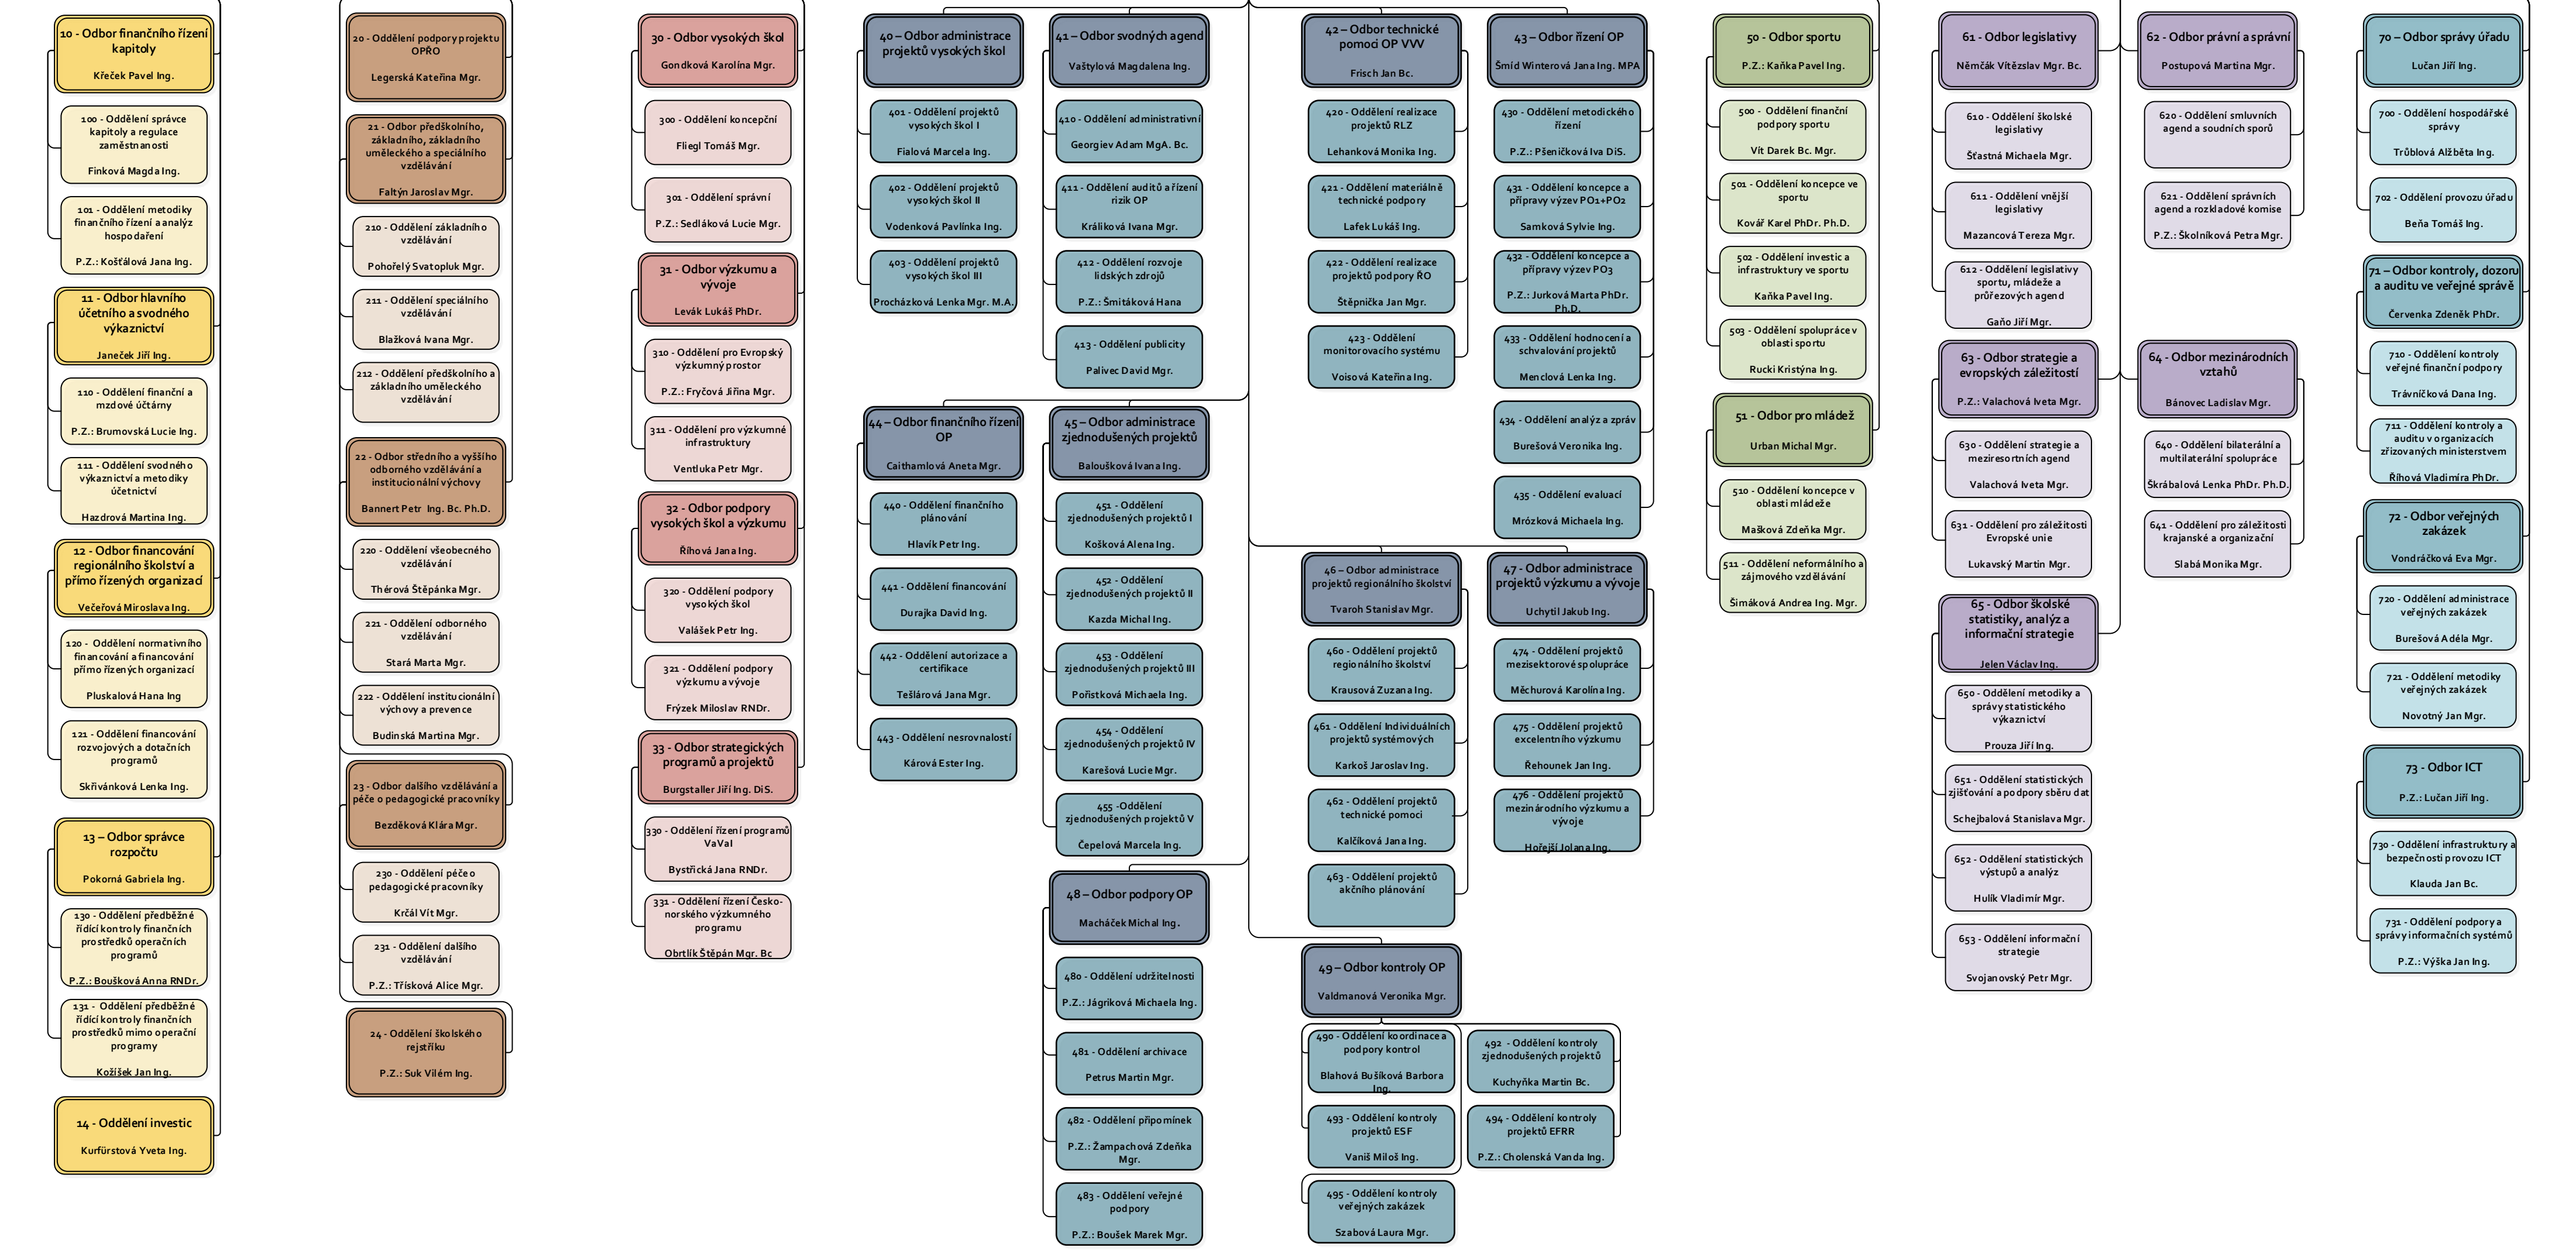 10 - Odbor finančního řízení
kapitoly
Křeček Pavel Ing.
100 - Oddělení správce
kapitoly a regulace
zaměstnanosti
Finková Magda Ing.
101 - Oddělení metodiky
finančního řízení a analýz
hospodaření
P.Z.: Košťálová Jana Ing.
11 - Odbor hlavního
účetního a svodného
výkaznictví
Janeček Jiří Ing.
110 - Oddělení finanční a
mzdové účtárny
P.Z.: Brumovská Lucie Ing.
111 - Oddělení svodného
výkaznictví a metodiky
účetnictví
Hazdrová Martina Ing.
12 - Odbor financování
regionálního školství a
přímo řízených organizací
Večeřová Miroslava Ing.
120 - Oddělení normativního
financování a financování
přímo řízených organizací
Pluskalová Hana Ing
121 - Oddělení financování
rozvojových a dotačních
programů
Skřivánková Lenka Ing.
13 – Odbor správce
rozpočtu
Pokorná Gabriela Ing.
130 - Oddělení předběžné
řídící kontroly finančních
prostředků operačních
programů
P.Z.: Boušková Anna RNDr.
131 - Oddělení předběžné
řídící kontroly finančních
prostředků mimo operační
programy
Kožíšek Jan Ing.
14 - Oddělení investic
Kurfürstová Yveta Ing.
20 - Oddělení podpory projektu
OPŘO
Legerská Kateřina Mgr.
21 - Odbor předškolního,
základního, základního
uměleckého a speciálního
vzdělávání
Faltýn Jaroslav Mgr.
210 - Oddělení základního
vzdělávání
Pohořelý Svatopluk Mgr.
211 - Oddělení speciálního
vzdělávání
Blažková Ivana Mgr.
212 - Oddělení předškolního a
základního uměleckého
vzdělávání
22 - Odbor středního a vyššího
odborného vzdělávání a
institucionální výchovy
Bannert Petr Ing. Bc. Ph.D.
220 - Oddělení všeobecného
vzdělávání
Thérová Štěpánka Mgr.
221 - Oddělení odborného
vzdělávání
Stará Marta Mgr.
222 - Oddělení institucionální
výchovy a prevence
Budinská Martina Mgr.
23 - Odbor dalšího vzdělávání a
péče o pedagogické pracovníky
Bezděková Klára Mgr.
230 - Oddělení péče o
pedagogické pracovníky
Krčál Vít Mgr.
231 - Oddělení dalšího
vzdělávání
P.Z.: Třísková Alice Mgr.
24 - Oddělení školského
rejstříku
P.Z.: Suk Vilém Ing.
30 - Odbor vysokých škol
Gondková Karolína Mgr.
300 - Oddělení koncepční
Fliegl Tomáš Mgr.
301 - Oddělení správní
P.Z.: Sedláková Lucie Mgr.
31 - Odbor výzkumu a
vývoje
Levák Lukáš PhDr.
310 - Oddělení pro Evropský
výzkumný prostor
P.Z.: Fryčová Jiřina Mgr.
311 - Oddělení pro výzkumné
infrastruktury
Ventluka Petr Mgr.
32 - Odbor podpory
vysokých škol a výzkumu
Říhová Jana Ing.
320 - Oddělení podpory
vysokých škol
Valášek Petr Ing.
321 - Oddělení podpory
výzkumu a vývoje
Frýzek Miloslav RNDr.
33 - Odbor strategických
programů a projektů
Burgstaller Jiří Ing. DiS.
330 - Oddělení řízení programů
VaVaI
Bystřická Jana RNDr.
331 - Oddělení řízení Česko-
norského výzkumného
programu
Obrtlík Štěpán Mgr. Bc
40 – Odbor administrace
projektů vysokých škol
401 - Oddělení projektů
vysokých škol I
Fialová Marcela Ing.
402 - Oddělení projektů
vysokých škol II
Vodenková Pavlínka Ing.
403 - Oddělení projektů
vysokých škol III
Procházková Lenka Mgr. M.A.
41 – Odbor svodných agend
Vaštylová Magdalena Ing.
410 - Oddělení administrativní
Georgiev Adam MgA. Bc.
411 - Oddělení auditů a řízení
rizik OP
Králíková Ivana Mgr.
412 - Oddělení rozvoje
lidských zdrojů
P.Z.: Šmitáková Hana
413 - Oddělení publicity
Palivec David Mgr.
42 – Odbor technické
pomoci OP VVV
Frisch Jan Bc.
420 - Oddělení realizace
projektů RLZ
Lehanková Monika Ing.
421 - Oddělení materiálně
technické podpory
Lafek Lukáš Ing.
422 - Oddělení realizace
projektů podpory ŘO
Štěpnička Jan Mgr.
423 - Oddělení
monitorovacího systému
Voisová Kateřina Ing.
43 – Odbor řízení OP
Šmíd Winterová Jana Ing. MPA
430 - Oddělení metodického
řízení
P.Z.: Pšeničková Iva DiS.
431 - Oddělení koncepce a
přípravy výzev PO1+PO2
Samková Sylvie Ing.
432 - Oddělení koncepce a
přípravy výzev PO3
P.Z.: Jurková Marta PhDr.
Ph.D.
433 - Oddělení hodnocení a
schvalování projektů
Menclová Lenka Ing.
434 - Oddělení analýz a zpráv
Burešová Veronika Ing.
435 - Oddělení evaluací
Mrózková Michaela Ing.
44 – Odbor finančního řízení
OP
Caithamlová Aneta Mgr.
440 - Oddělení finančního
plánování
Hlavík Petr Ing.
441 - Oddělení financování
Durajka David Ing.
442 - Oddělení autorizace a
certifikace
Tešlárová Jana Mgr.
443 - Oddělení nesrovnalostí
Kárová Ester Ing.
45 – Odbor administrace
zjednodušených projektů
Baloušková Ivana Ing.
451 - Oddělení
zjednodušených projektů I
Košková Alena Ing.
452 - Oddělení
zjednodušených projektů II
Kazda Michal Ing.
453 - Oddělení
zjednodušených projektů III
Pořistková Michaela Ing.
454 - Oddělení
zjednodušených projektů IV
Karešová Lucie Mgr.
455 -Oddělení
zjednodušených projektů V
Čepelová Marcela Ing.
46 – Odbor administrace
projektů regionálního školství
Tvaroh Stanislav Mgr.
460 - Oddělení projektů
regionálního školství
Krausová Zuzana Ing.
461 - Oddělení Individuálních
projektů systémových
Karkoš Jaroslav Ing.
462 - Oddělení projektů
technické pomoci
Kalčíková Jana Ing.
463 - Oddělení projektů
akčního plánování
47 - Odbor administrace
projektů výzkumu a vývoje
Uchytil Jakub Ing.
474 - Oddělení projektů
mezisektorové spolupráce
Měchurová Karolína Ing.
475 - Oddělení projektů
excelentního výzkumu
Řehounek Jan Ing.
476 - Oddělení projektů
mezinárodního výzkumu a
vývoje
Hořejší Jolana Ing.
48 – Odbor podpory OP
Macháček Michal Ing.
480 - Oddělení udržitelnosti
P.Z.: Jágriková Michaela Ing.
481 - Oddělení archivace
Petrus Martin Mgr.
482 - Oddělení připomínek
P.Z.: Žampachová Zdeňka
Mgr.
483 - Oddělení veřejné
podpory
P.Z.: Boušek Marek Mgr.
49 – Odbor kontroly OP
Valdmanová Veronika Mgr.
490 - Oddělení koordinace a
podpory kontrol
Blahová Bušíková Barbora
Ing.
492 - Oddělení kontroly
zjednodušených projektů
Kuchyňka Martin Bc.
493 - Oddělení kontroly
projektů ESF
Vaniš Miloš Ing.
494 - Oddělení kontroly
projektů EFRR
P.Z.: Cholenská Vanda Ing.
495 - Oddělení kontroly
veřejných zakázek
Szabová Laura Mgr.
50 - Odbor sportu
P.Z.: Kaňka Pavel Ing.
500 - Oddělení finanční
podpory sportu
Vít Darek Bc. Mgr.
501 - Oddělení koncepce ve
sportu
Kovář Karel PhDr. Ph.D.
502 - Oddělení investic a
infrastruktury ve sportu
Kaňka Pavel Ing.
503 - Oddělení spolupráce v
oblasti sportu
Rucki Kristýna Ing.
51 - Odbor pro mládež
Urban Michal Mgr.
510 - Oddělení koncepce v
oblasti mládeže
Mašková Zdeňka Mgr.
511 - Oddělení neformálního a
zájmového vzdělávání
Šimáková Andrea Ing. Mgr.
61 - Odbor legislativy
Němčák Vítězslav Mgr. Bc.
610 - Oddělení školské
legislativy
Šťastná Michaela Mgr.
611 - Oddělení vnější
legislativy
Mazancová Tereza Mgr.
612 - Oddělení legislativy
sportu, mládeže a
průřezových agend
Gaňo Jiří Mgr.
62 - Odbor právní a správní
Postupová Martina Mgr.
620 - Oddělení smluvních
agend a soudních sporů
621 - Oddělení správních
agend a rozkladové komise
P.Z.: Školníková Petra Mgr.
63 - Odbor strategie a
evropských záležitostí
P.Z.: Valachová Iveta Mgr.
630 - Oddělení strategie a
meziresortních agend
Valachová Iveta Mgr.
631 - Oddělení pro záležitosti
Evropské unie
Lukavský Martin Mgr.
64 - Odbor mezinárodních
vztahů
Bánovec Ladislav Mgr.
640 - Oddělení bilaterální a
multilaterální spolupráce
Škrábalová Lenka PhDr. Ph.D.
641 - Oddělení pro záležitosti
krajanské a organizační
Slabá Monika Mgr.
65 - Odbor školské
statistiky, analýz a
informační strategie
Jelen Václav Ing.
650 - Oddělení metodiky a
správy statistického
výkaznictví
Prouza Jiří Ing.
651 - Oddělení statistických
zjišťování a podpory sběru dat
Schejbalová Stanislava Mgr.
652 - Oddělení statistických
výstupů a analýz
Hulík Vladimír Mgr.
653 - Oddělení informační
strategie
Svojanovský Petr Mgr.
70 – Odbor správy úřadu
Lučan Jiří Ing.
700 - Oddělení hospodářské
správy
Trůblová Alžběta Ing.
702 - Oddělení provozu úřadu
Beňa Tomáš Ing.
71 – Odbor kontroly, dozoru
a auditu ve veřejné správě
Červenka Zdeněk PhDr.
710 - Oddělení kontroly
veřejné finanční podpory
Trávníčková Dana Ing.
711 - Oddělení kontroly a
auditu v organizacích
zřizovaných ministerstvem
Říhová Vladimíra PhDr.
72 - Odbor veřejných
zakázek
Vondráčková Eva Mgr.
720 - Oddělení administrace
veřejných zakázek
Burešová Adéla Mgr.
721 - Oddělení metodiky
veřejných zakázek
Novotný Jan Mgr.
73 - Odbor ICT
P.Z.: Lučan Jiří Ing.
730 - Oddělení infrastruktury a
bezpečnosti provozu ICT
Klauda Jan Bc.
731 - Oddělení podpory a
správy informačních systémů
P.Z.: Výška Jan Ing.